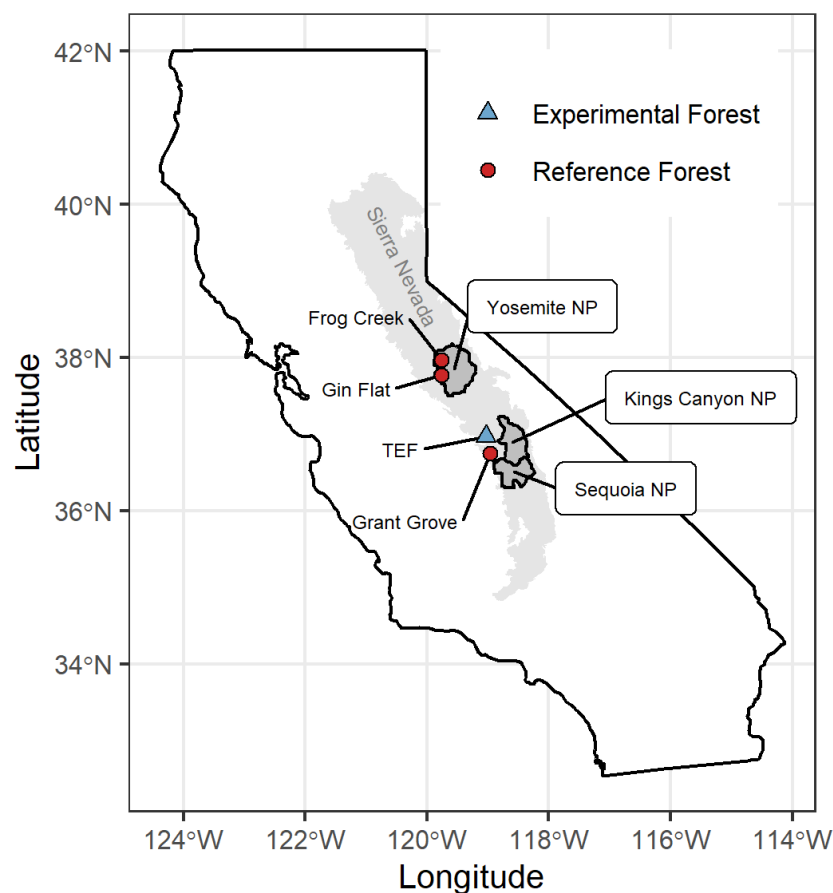 42°N
Experimental Forest
Reference Forest
40°N
Sierra Nevada
Yosemite NP
Frog Creek
38°N
Gin Flat
Kings Canyon NP
TEF
Sequoia NP
36°N
Grant Grove
34°N
Latitude
124°W 122°W 120°W 118°W 116°W 114°W
Longitude